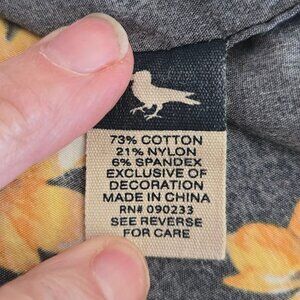 73% COTTON
21% NYLON
6% SPANDEX
EXCLUSIVE OF
DECORATION
MADE IN CHINA
RN# 090233
SEE REVERSE
FOR CARE